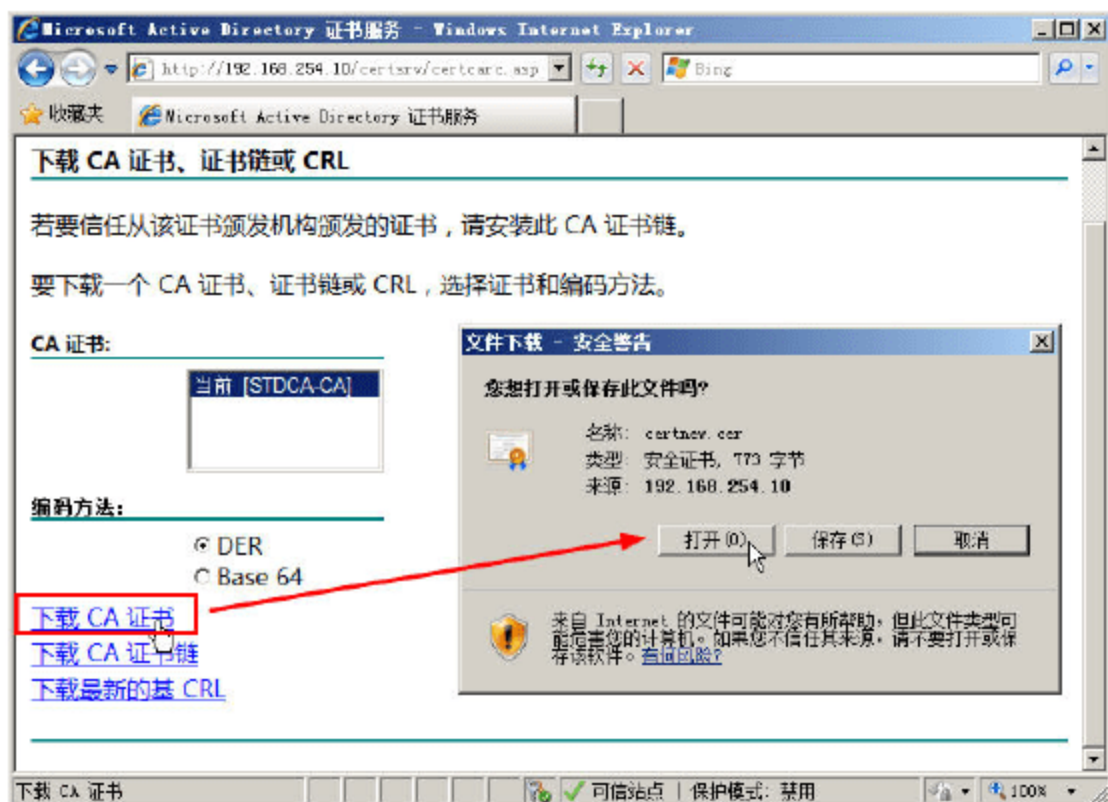 Microsoft Active Directory 证书服务 - Windows Internet Explorer
http://192.168.254.10/certsrv/certcarc.asp
Bing
收藏夹
Microsoft Active Directory 证书服务
下载 CA 证书、证书链或 CRL
若要信任从该证书颁发机构颁发的证书，请安装此 CA 证书链。
要下载一个 CA 证书、证书链或 CRL，选择证书和编码方法。
CA 证书:
当前 [STDCA-CA]
编码方法:
DER
Base 64
下载 CA 证书
下载 CA 证书链
下载最新的基 CRL
文件下载 - 安全警告
您想打开或保存此文件吗?
名称: certnew.cer
类型: 安全证书, 773 字节
来源: 192.168.254.10
打开(O)
保存(S)
取消
来自 Internet 的文件可能对您有所帮助，但此文件类型可
能危害您的计算机。如果您不信任其来源，请不要打开或保
存该软件。有何风险?
下载 CA 证书
可信站点 | 保护模式: 禁用
100%